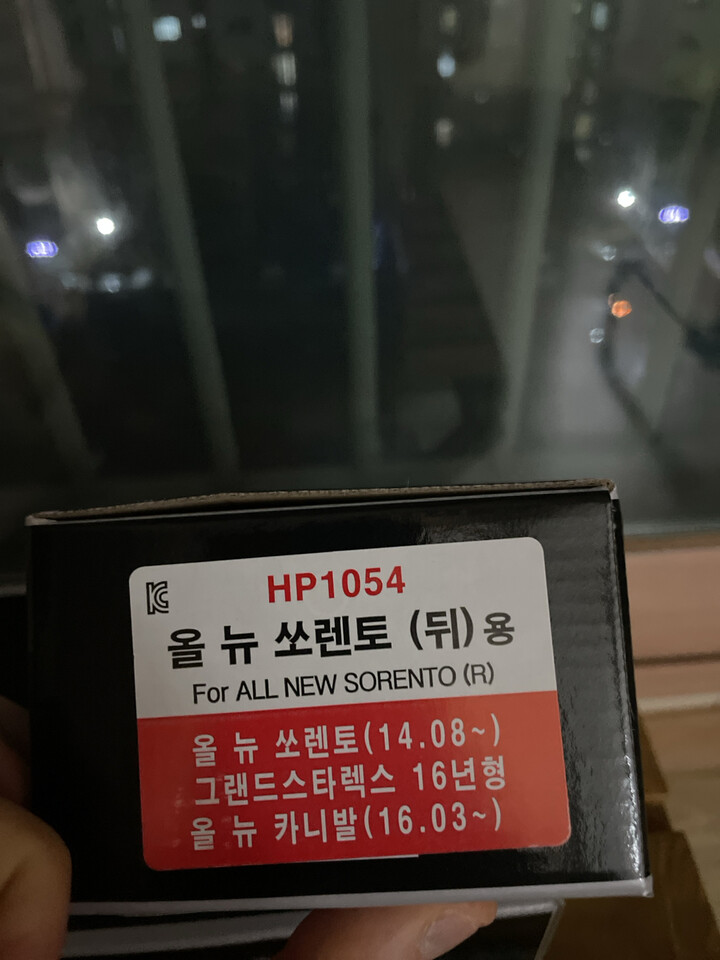 KC
HP1054
올 뉴 쏘렌토 (뒤)용
For ALL NEW SORENTO (R)
올 뉴 쏘렌토(14.08~)
그랜드스타렉스 16년형
올 뉴 카니발(16.03~)